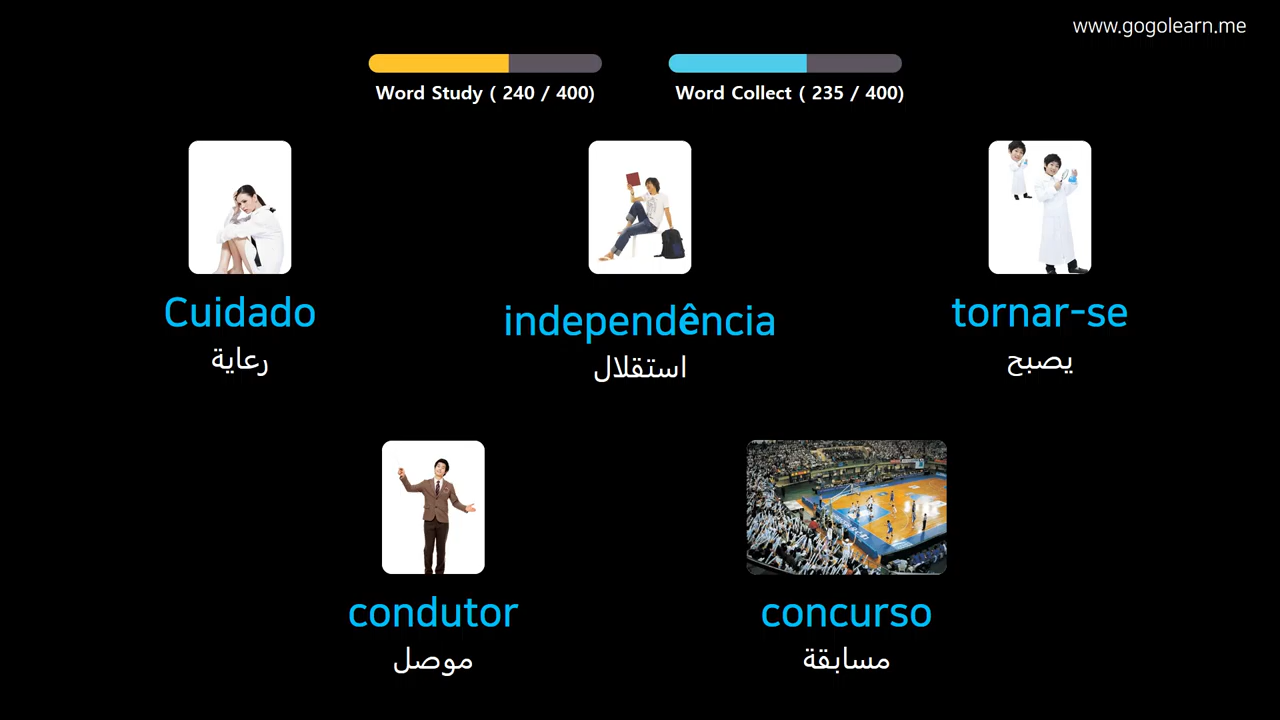 www.gogolearn.me
Word Study ( 240 / 400)
Word Collect ( 235 / 400)
Cuidado
رعاية
independência
استقلال
tornar-se
يصبح
condutor
موصل
concurso
مسابقة